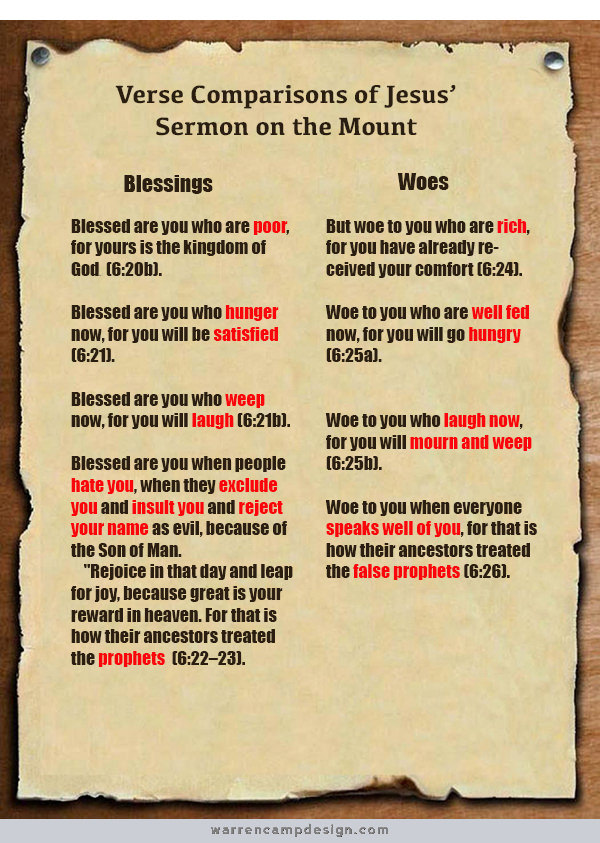 Verse Comparisons of Jesus’
Sermon on the Mount
Blessings
Blessed are you who are poor,
for yours is the kingdom of
God (6:20b).
Blessed are you who hunger
now, for you will be satisfied
(6:21).
Blessed are you who weep
now, for you will laugh (6:21b).
Blessed are you when people
hate you, when they exclude
you and insult you and reject
your name as evil, because of
the Son of Man.
"Rejoice in that day and leap
for joy, because great is your
reward in heaven. For that is
how their ancestors treated
the prophets (6:22–23).
Woes
But woe to you who are rich,
for you have already re-
ceived your comfort (6:24).
Woe to you who are well fed
now, for you will go hungry
(6:25a).
Woe to you who laugh now,
for you will mourn and weep
(6:25b).
Woe to you when everyone
speaks well of you, for that is
how their ancestors treated
the false prophets (6:26).
warrencampdesign.com